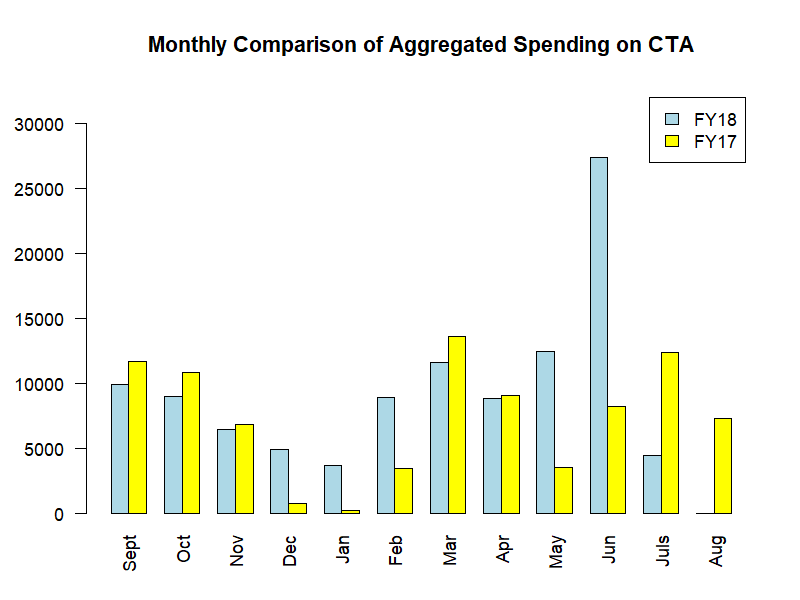 Monthly Comparison of Aggregated Spending on CTA
FY18
FY17
30000
25000
20000
15000
10000
5000
0
Sept
Oct
Nov
Dec
Jan
Feb
Mar
Apr
May
Jun
Juls
Aug